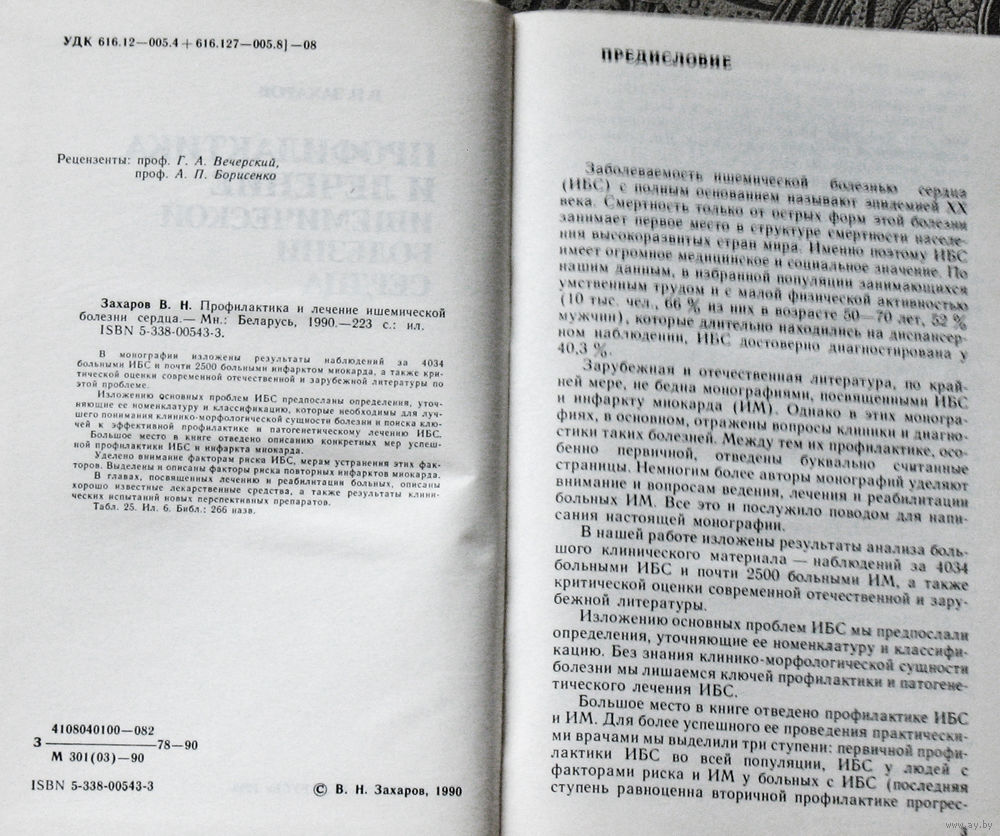 УДК 616.12—005.4+616.127—005.8]—08
Рецензенты: проф. Г. А. Вечерский,
проф. А. П. Борисенко
Захаров В. Н. Профилактика и лечение ишемической
болезни сердца.— Мн.: Беларусь, 1990.—223 с.: ил.
ISBN 5-338-00543-3.
В монографии изложены результаты наблюдений за 4034
больными ИБС и почти 2500 больными инфарктом миокарда, а также кри-
тической оценки современной отечественной и зарубежной литературы по
этой проблеме.
Изложению основных проблем ИБС предпосланы определения, уточ-
няющие ее номенклатуру и классификацию, которые необходимы для луч-
шего понимания клинико-морфологической сущности болезни и поиска клю-
чей к эффективной профилактике и патогенетическому лечению ИБС.
Большое место в книге отведено описанию конкретных мер успеш-
ной профилактики ИБС и инфаркта миокарда.
Уделено внимание факторам риска ИБС, мерам устранения этих фак-
торов. Выделены и описаны факторы риска повторных инфарктов миокарда.
В главах, посвященных лечению и реабилитации больных, описаны
хорошо известные лекарственные средства, а также результаты клини-
ческих испытаний новых перспективных препаратов.
Табл. 25. Ил. 6. Библ.: 266 назв.
4108040100—082
З ———— 78—90
М 301(03)—90
ISBN 5-338-00543-3
© В. Н. Захаров, 1990
ПРЕДИСЛОВИЕ
Заболеваемость ишемической болезнью сердца
(ИБС) с полным основанием называют эпидемией XX
века. Смертность только от острых форм этой болезни
занимает первое место в структуре смертности населе-
ния высокоразвитых стран мира. Именно поэтому ИБС
имеет огромное медицинское и социальное значение. По
нашим данным, в избранной популяции занимающихся
умственным трудом и с малой физической активностью
(10 тыс. чел., 66 % из них в возрасте 50—70 лет, 52 %
мужчин), которые длительно находились на диспансер-
ном наблюдении, ИБС достоверно диагностирована у
40,3 %.
Зарубежная и отечественная литература, по край-
ней мере, не бедна монографиями, посвященными ИБС
и инфаркту миокарда (ИМ). Однако в этих моногра-
фиях, в основном, отражены вопросы клиники и диагно-
стики таких болезней. Между тем их профилактике, осо-
бенно первичной, отведены буквально считанные
страницы. Немногим более авторы монографий уделяют
внимание и вопросам ведения, лечения и реабилитации
больных ИМ. Все это и послужило поводом для напи-
сания настоящей монографии.
В нашей работе изложены результаты анализа боль-
шого клинического материала — наблюдений за 4034
больными ИБС и почти 2500 больными ИМ, а также
критической оценки современной отечественной и зару-
бежной литературы.
Изложению основных проблем ИБС мы предпослали
определения, уточняющие ее номенклатуру и классифи-
кацию. Без знания клинико-морфологической сущности
болезни мы лишаемся ключей профилактики и патогене-
тического лечения ИБС.
Большое место в книге отведено профилактике ИБС
и ИМ. Для более успешного ее проведения практически-
ми врачами мы выделили три ступени: первичной профи-
лактики ИБС во всей популяции, ИБС у людей с
факторами риска и ИМ у больных с ИБС (последняя
ступень равноценна вторичной профилактике прогрес-
3
www.ay.by